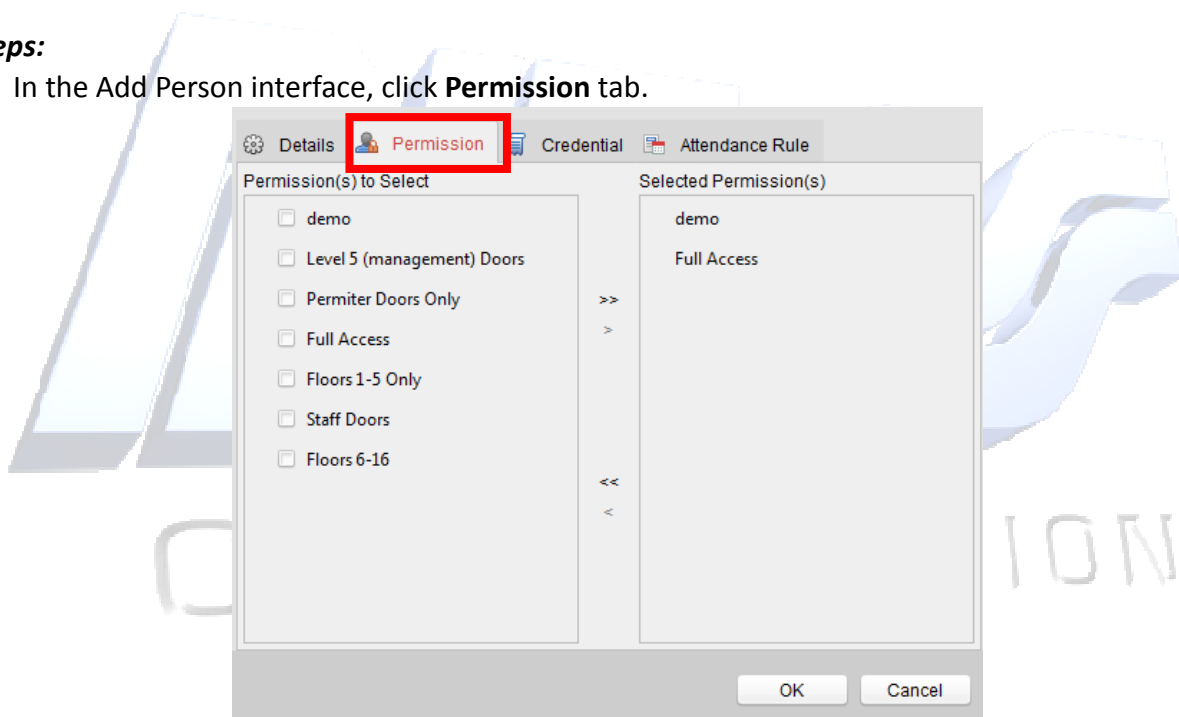 eps:
In the Add Person interface, click Permission tab.
Details Permission Credential Attendance Rule
Permission(s) to Select Selected Permission(s)
demo demo
Level 5 (management) Doors Full Access
Permiter Doors Only >>
Full Access >
Floors 1-5 Only
Staff Doors
Floors 6-16
<<
<
ION
OK Cancel